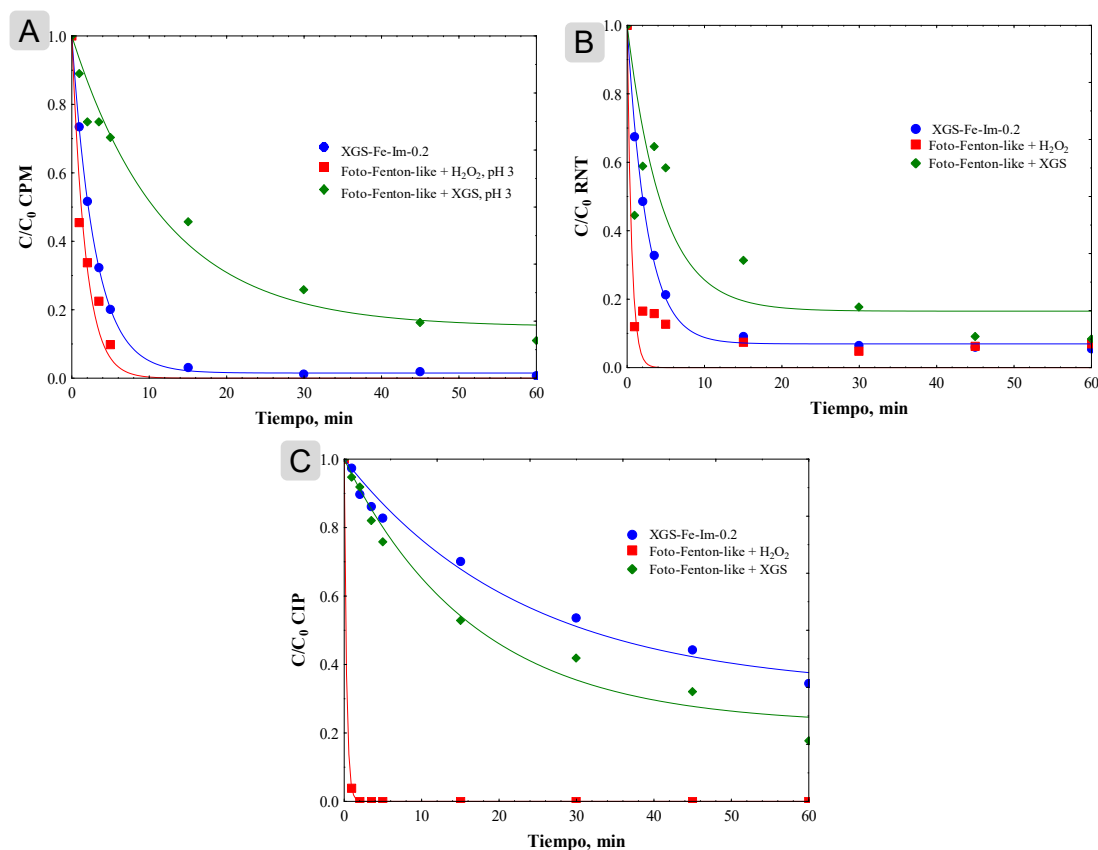 A
C/C₀ CPM
1.0
0.8
0.6
0.4
0.2
0.0
XGS-Fe-Im-0.2
Foto-Fenton-like + H₂O₂, pH 3
Foto-Fenton-like + XGS, pH 3
0 10 20 30 40 50 60
Tiempo, min
B
C/C₀ RNT
1.0
0.8
0.6
0.4
0.2
0.0
XGS-Fe-Im-0.2
Foto-Fenton-like + H₂O₂
Foto-Fenton-like + XGS
0 10 20 30 40 50 60
Tiempo, min
C
C/C₀ CIP
1.0
0.8
0.6
0.4
0.2
0.0
XGS-Fe-Im-0.2
Foto-Fenton-like + H₂O₂
Foto-Fenton-like + XGS
0 10 20 30 40 50 60
Tiempo, min